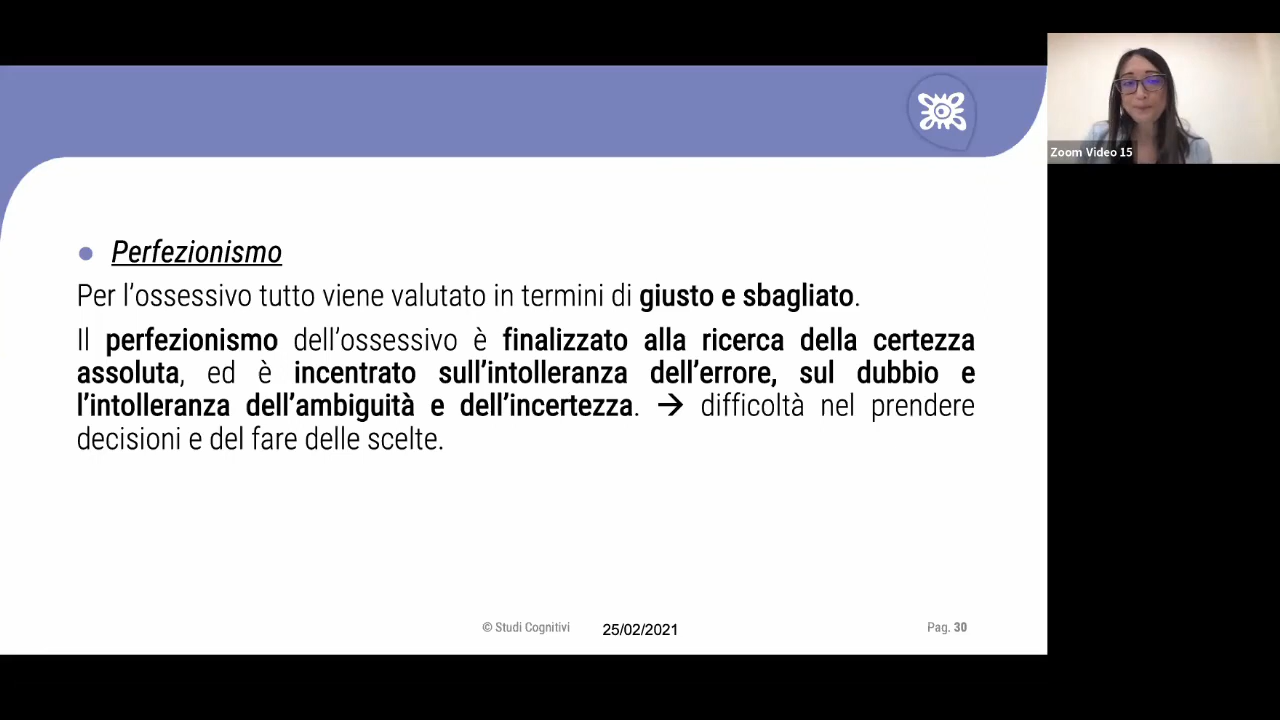 Zoom Video 15
● Perfezionismo
Per l'ossessivo tutto viene valutato in termini di giusto e sbagliato.
Il perfezionismo dell'ossessivo è finalizzato alla ricerca della certezza
assoluta, ed è incentrato sull'intolleranza dell'errore, sul dubbio e
l'intolleranza dell'ambiguità e dell'incertezza. → difficoltà nel prendere
decisioni e del fare delle scelte.
© Studi Cognitivi 25/02/2021 Pag. 30